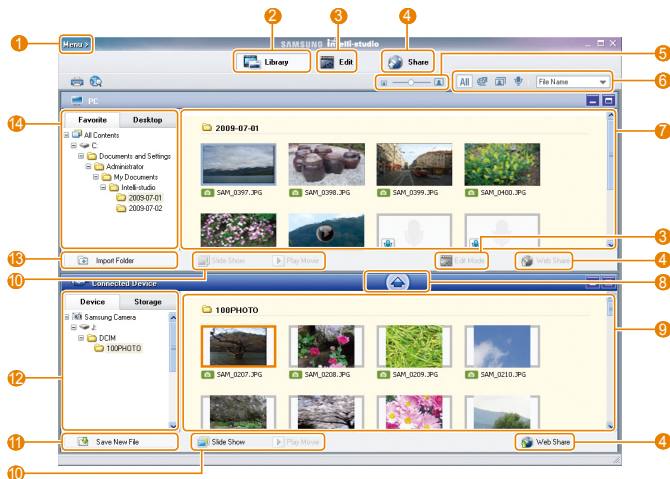 2 3 4
1 Menu > SAMSUNG Intelli-studio
Library Edit Share
5
All File Name 6
PC
14 Favorite Desktop
2009-07-01 7
All Contents
C:
Documents and Settings
Administrator
My Documents
Intelli-studio
2009-07-01
2009-07-02
SAM_0397.JPG SAM_0398.JPG SAM_0399.JPG SAM_0400.JPG
3
13 Import Folder
10 Slide Show Play Movie Edit Mode Web Share 4
Connected Device 8
Device Storage
Samsung Camera
J:
DCIM
100PHOTO
100PHOTO 9
SAM_0207.JPG SAM_0208.JPG SAM_0209.JPG SAM_0210.JPG
12
11 Save New File Slide Show Play Movie Web Share 4
10